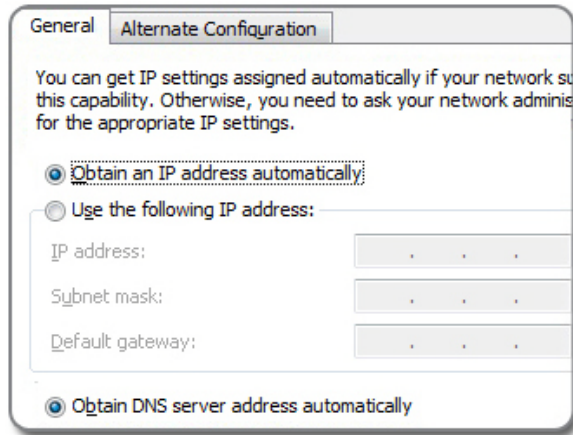 General
Alternate Configuration
You can get IP settings assigned automatically if your network su
this capability. Otherwise, you need to ask your network adminis
for the appropriate IP settings.
Obtain an IP address automatically
Use the following IP address:
IP address:
Subnet mask:
Default gateway:
Obtain DNS server address automatically